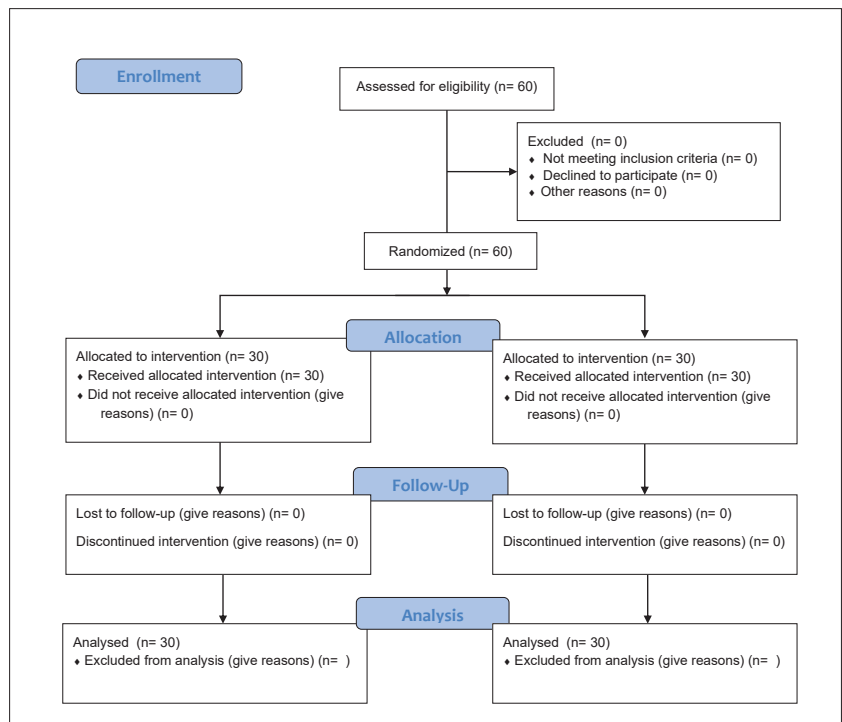 Enrollment
Assessed for eligibility (n= 60)
Excluded (n= 0)
♦ Not meeting inclusion criteria (n= 0)
♦ Declined to participate (n= 0)
♦ Other reasons (n= 0)
Randomized (n= 60)
Allocation
Allocated to intervention (n= 30)
♦ Received allocated intervention (n= 30)
♦ Did not receive allocated intervention (give
reasons) (n= 0)
Allocated to intervention (n= 30)
♦ Received allocated intervention (n= 30)
♦ Did not receive allocated intervention (give
reasons) (n= 0)
Follow-Up
Lost to follow-up (give reasons) (n= 0)
Discontinued intervention (give reasons) (n= 0)
Lost to follow-up (give reasons) (n= 0)
Discontinued intervention (give reasons) (n= 0)
Analysis
Analysed (n= 30)
♦ Excluded from analysis (give reasons) (n= )
Analysed (n= 30)
♦ Excluded from analysis (give reasons) (n= )